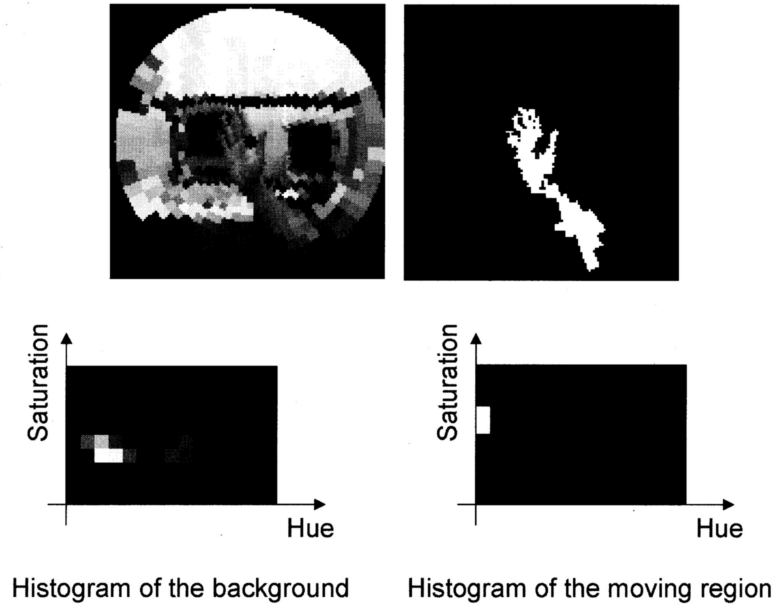 Saturation
Hue
Saturation
Hue
Histogram of the background
Histogram of the moving region